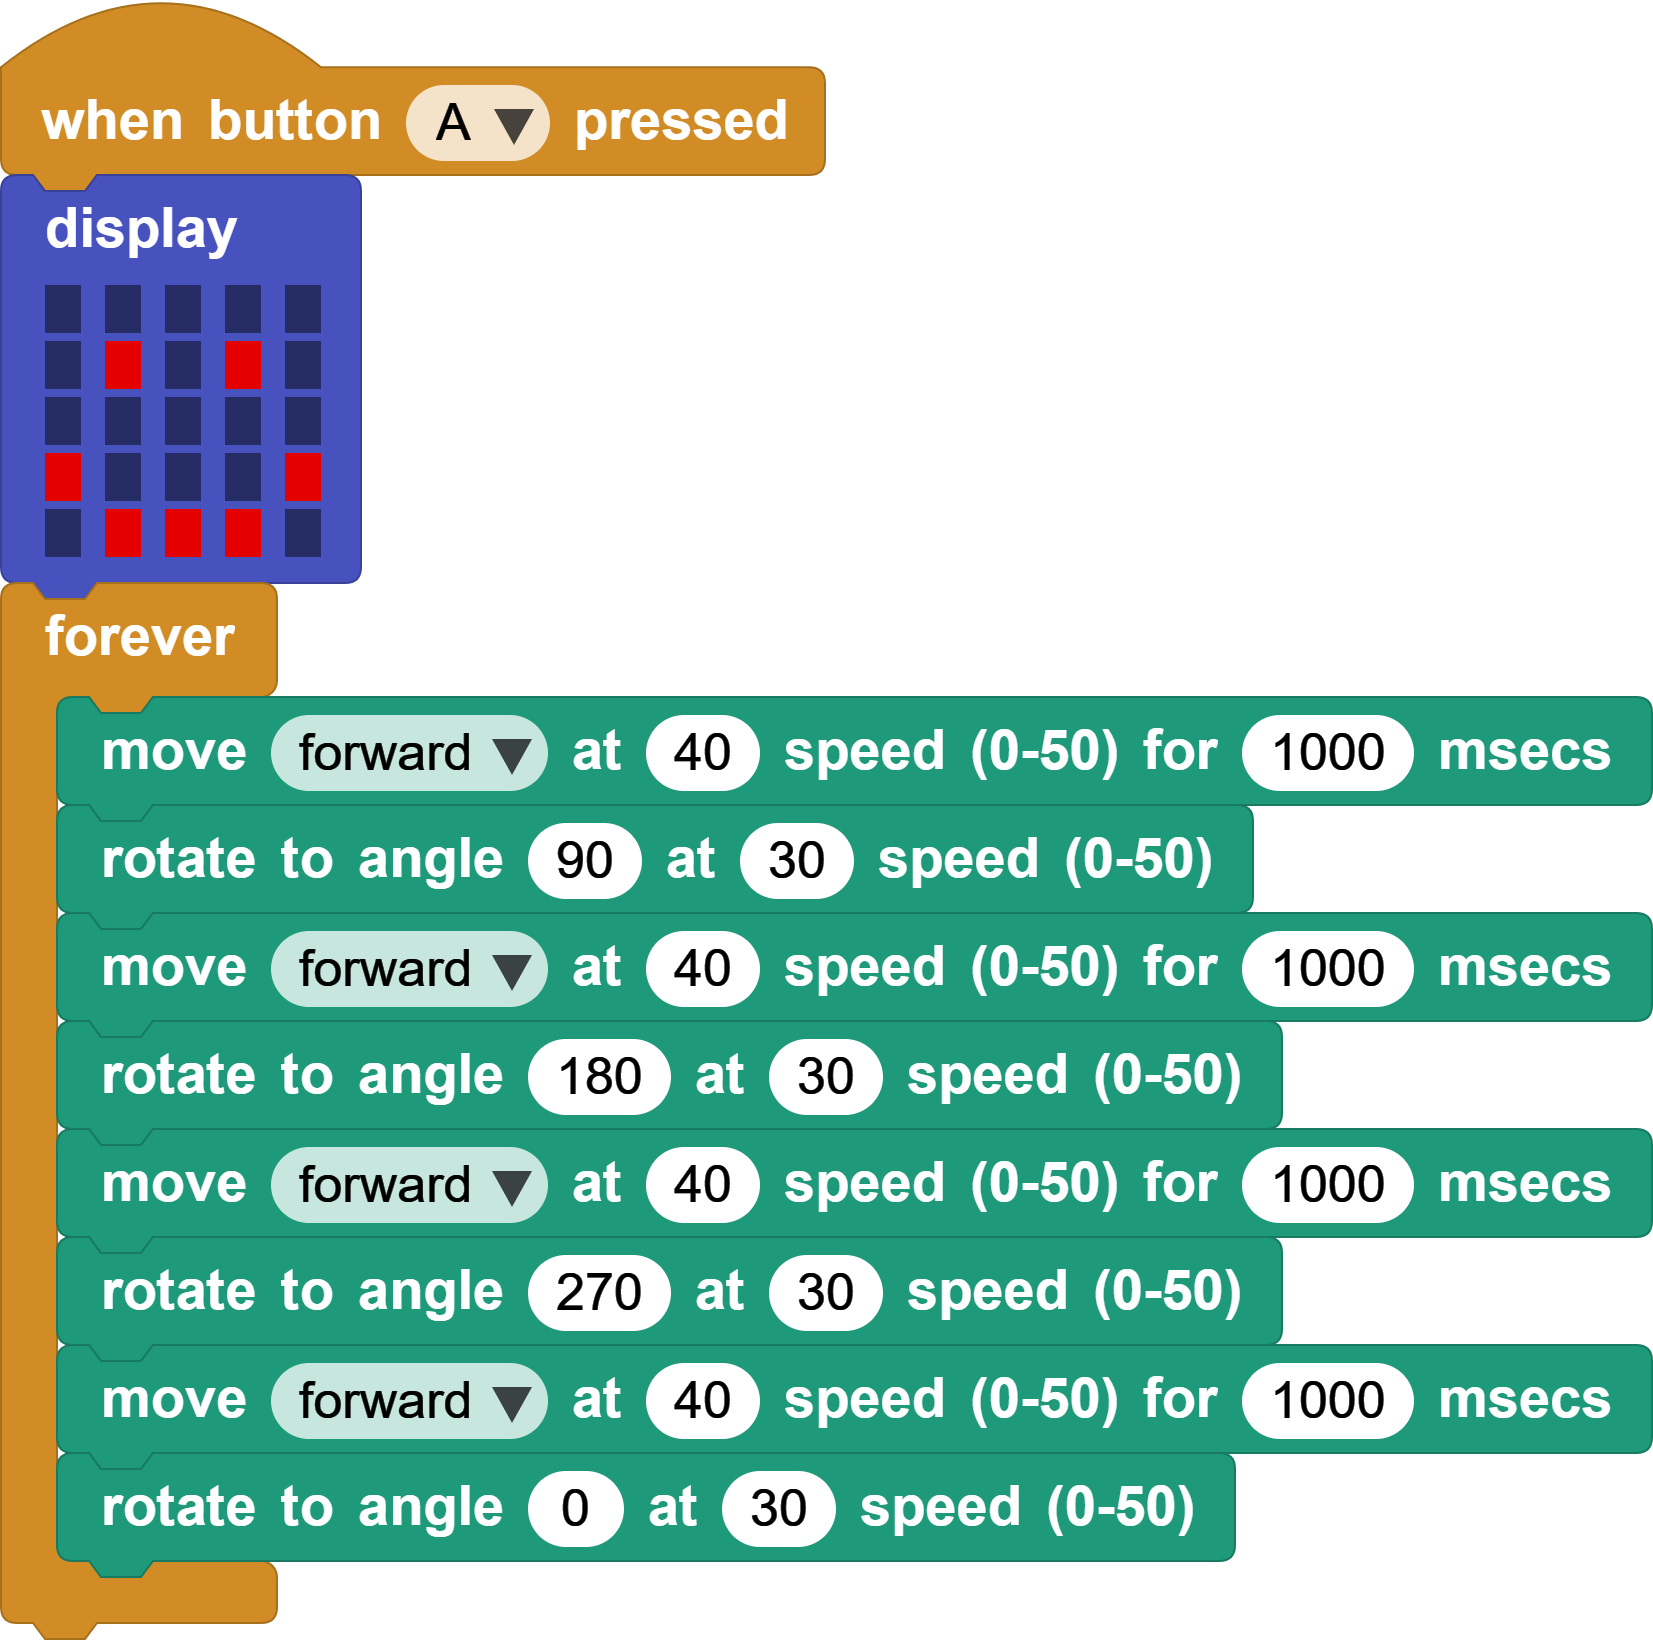 when button A pressed
display
forever
move forward at 40 speed (0-50) for 1000 msecs
rotate to angle 90 at 30 speed (0-50)
move forward at 40 speed (0-50) for 1000 msecs
rotate to angle 180 at 30 speed (0-50)
move forward at 40 speed (0-50) for 1000 msecs
rotate to angle 270 at 30 speed (0-50)
move forward at 40 speed (0-50) for 1000 msecs
rotate to angle 0 at 30 speed (0-50)